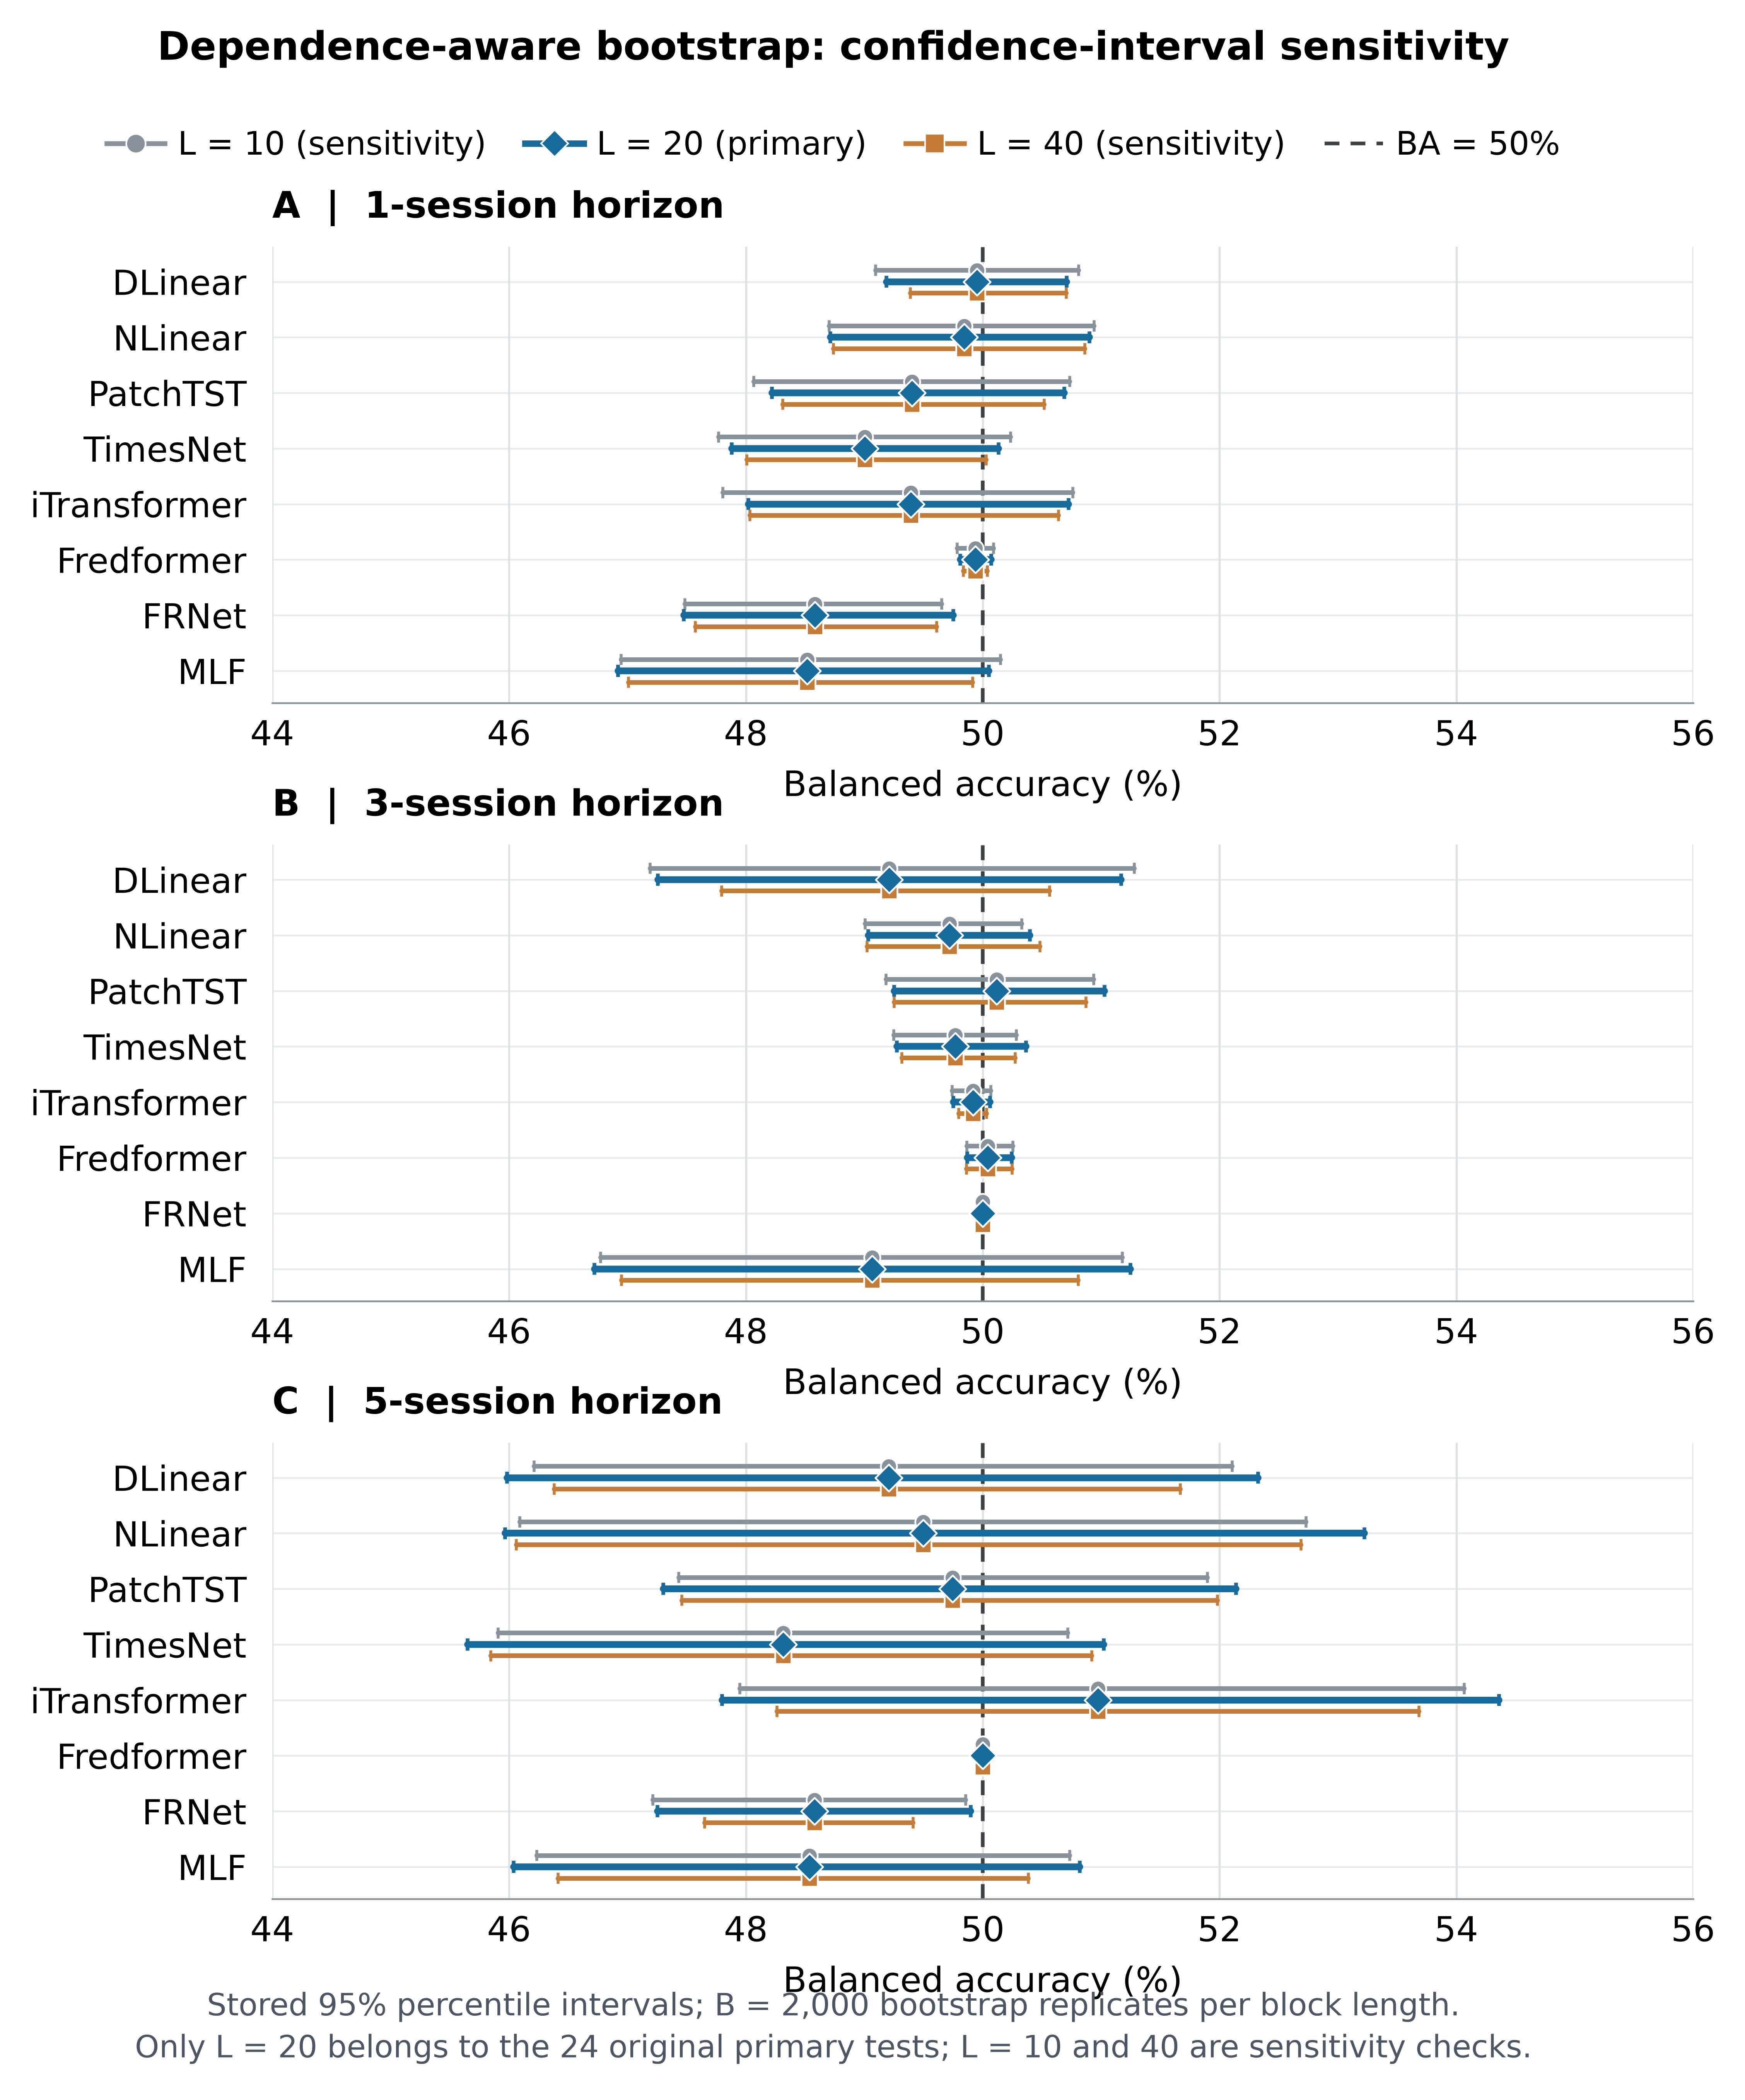 Dependence-aware bootstrap: confidence-interval sensitivity
L = 10 (sensitivity) L = 20 (primary) L = 40 (sensitivity) BA = 50%
A | 1-session horizon
DLinear
NLinear
PatchTST
TimesNet
iTransformer
Fredformer
FRNet
MLF
44 46 48 50 52 54 56
Balanced accuracy (%)
B | 3-session horizon
DLinear
NLinear
PatchTST
TimesNet
iTransformer
Fredformer
FRNet
MLF
44 46 48 50 52 54 56
Balanced accuracy (%)
C | 5-session horizon
DLinear
NLinear
PatchTST
TimesNet
iTransformer
Fredformer
FRNet
MLF
44 46 48 50 52 54 56
Balanced accuracy (%)
Stored 95% percentile intervals; B = 2,000 bootstrap replicates per block length.
Only L = 20 belongs to the 24 original primary tests; L = 10 and 40 are sensitivity checks.